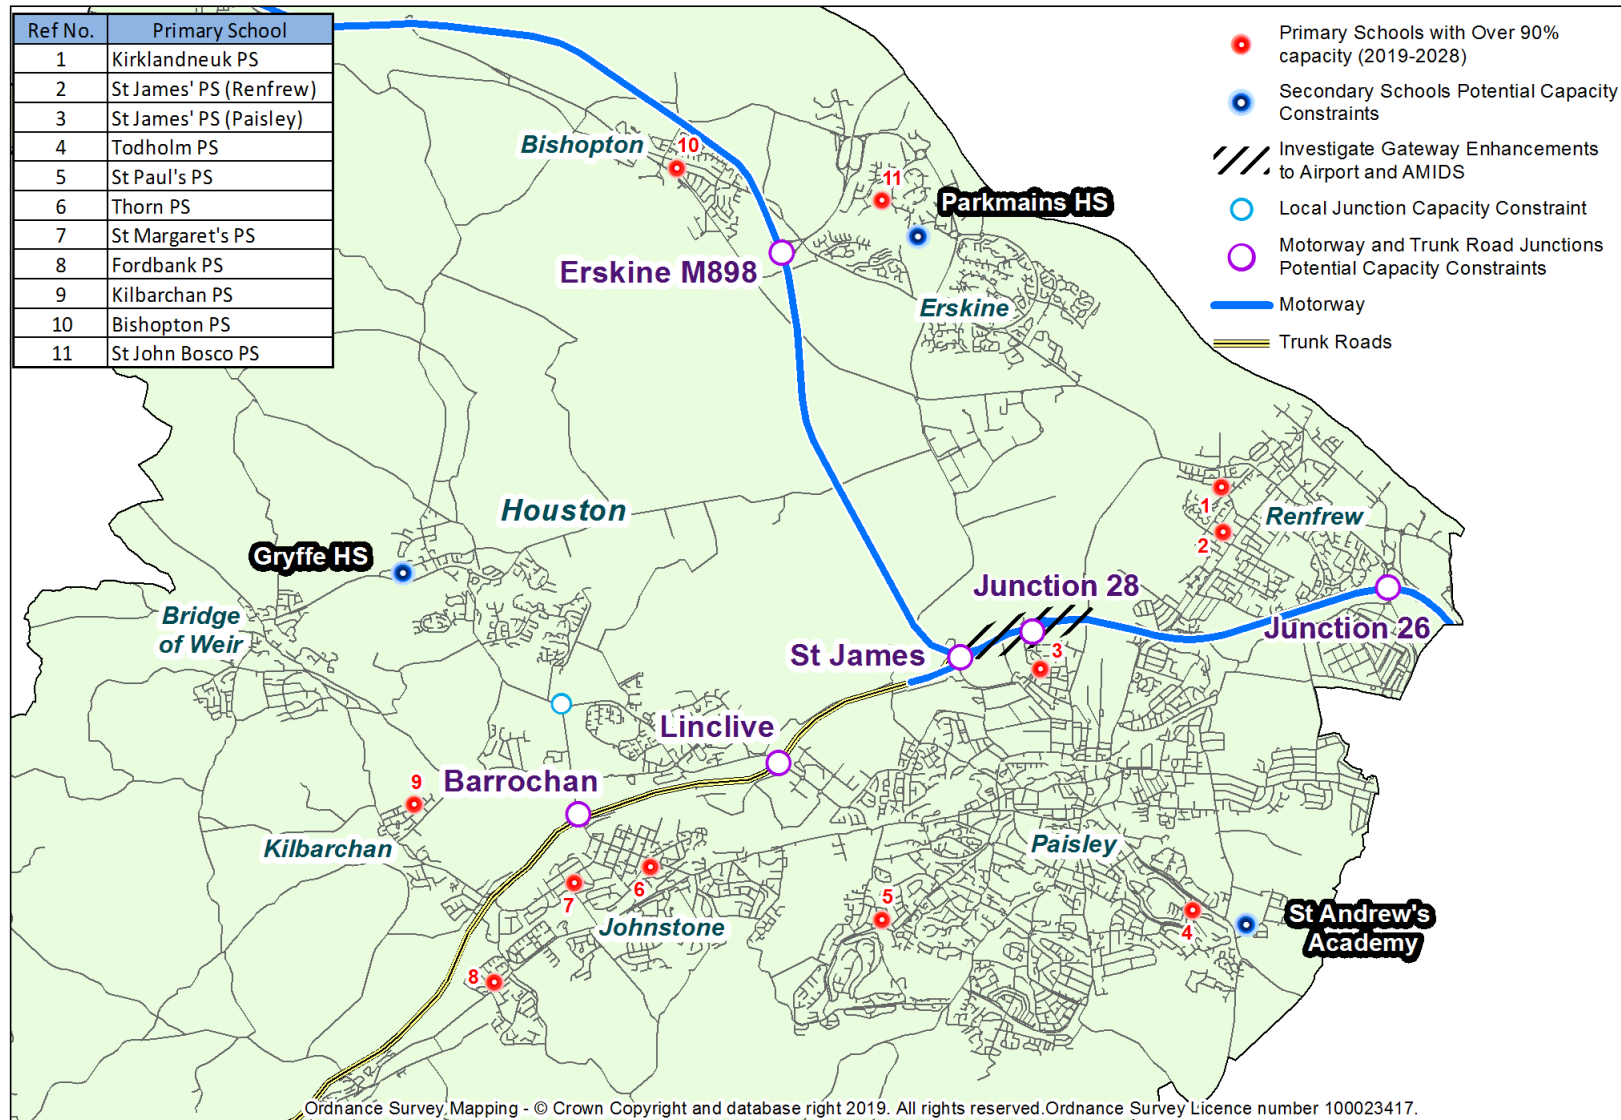 Ref No. Primary School
1 Kirklandneuk PS
2 St James' PS (Renfrew)
3 St James' PS (Paisley)
4 Todholm PS
5 St Paul's PS
6 Thorn PS
7 St Margaret's PS
8 Fordbank PS
9 Kilbarchan PS
10 Bishopton PS
11 St John Bosco PS
Primary Schools with Over 90%
capacity (2019-2028)
Secondary Schools Potential Capacity
Constraints
Investigate Gateway Enhancements
to Airport and AMIDS
Local Junction Capacity Constraint
Motorway and Trunk Road Junctions
Potential Capacity Constraints
Motorway
Trunk Roads
Bishopton
10
11
Parkmains HS
Erskine M898
Erskine
Houston
1
Renfrew
2
Gryffe HS
Junction 28
Bridge
of Weir
Junction 26
St James
3
Linclive
Barrochan
9
Kilbarchan
Paisley
6
7
5
Johnstone
4
St Andrew's
Academy
8
Ordnance Survey Mapping - © Crown Copyright and database right 2019. All rights reserved.Ordnance Survey Licence number 100023417.